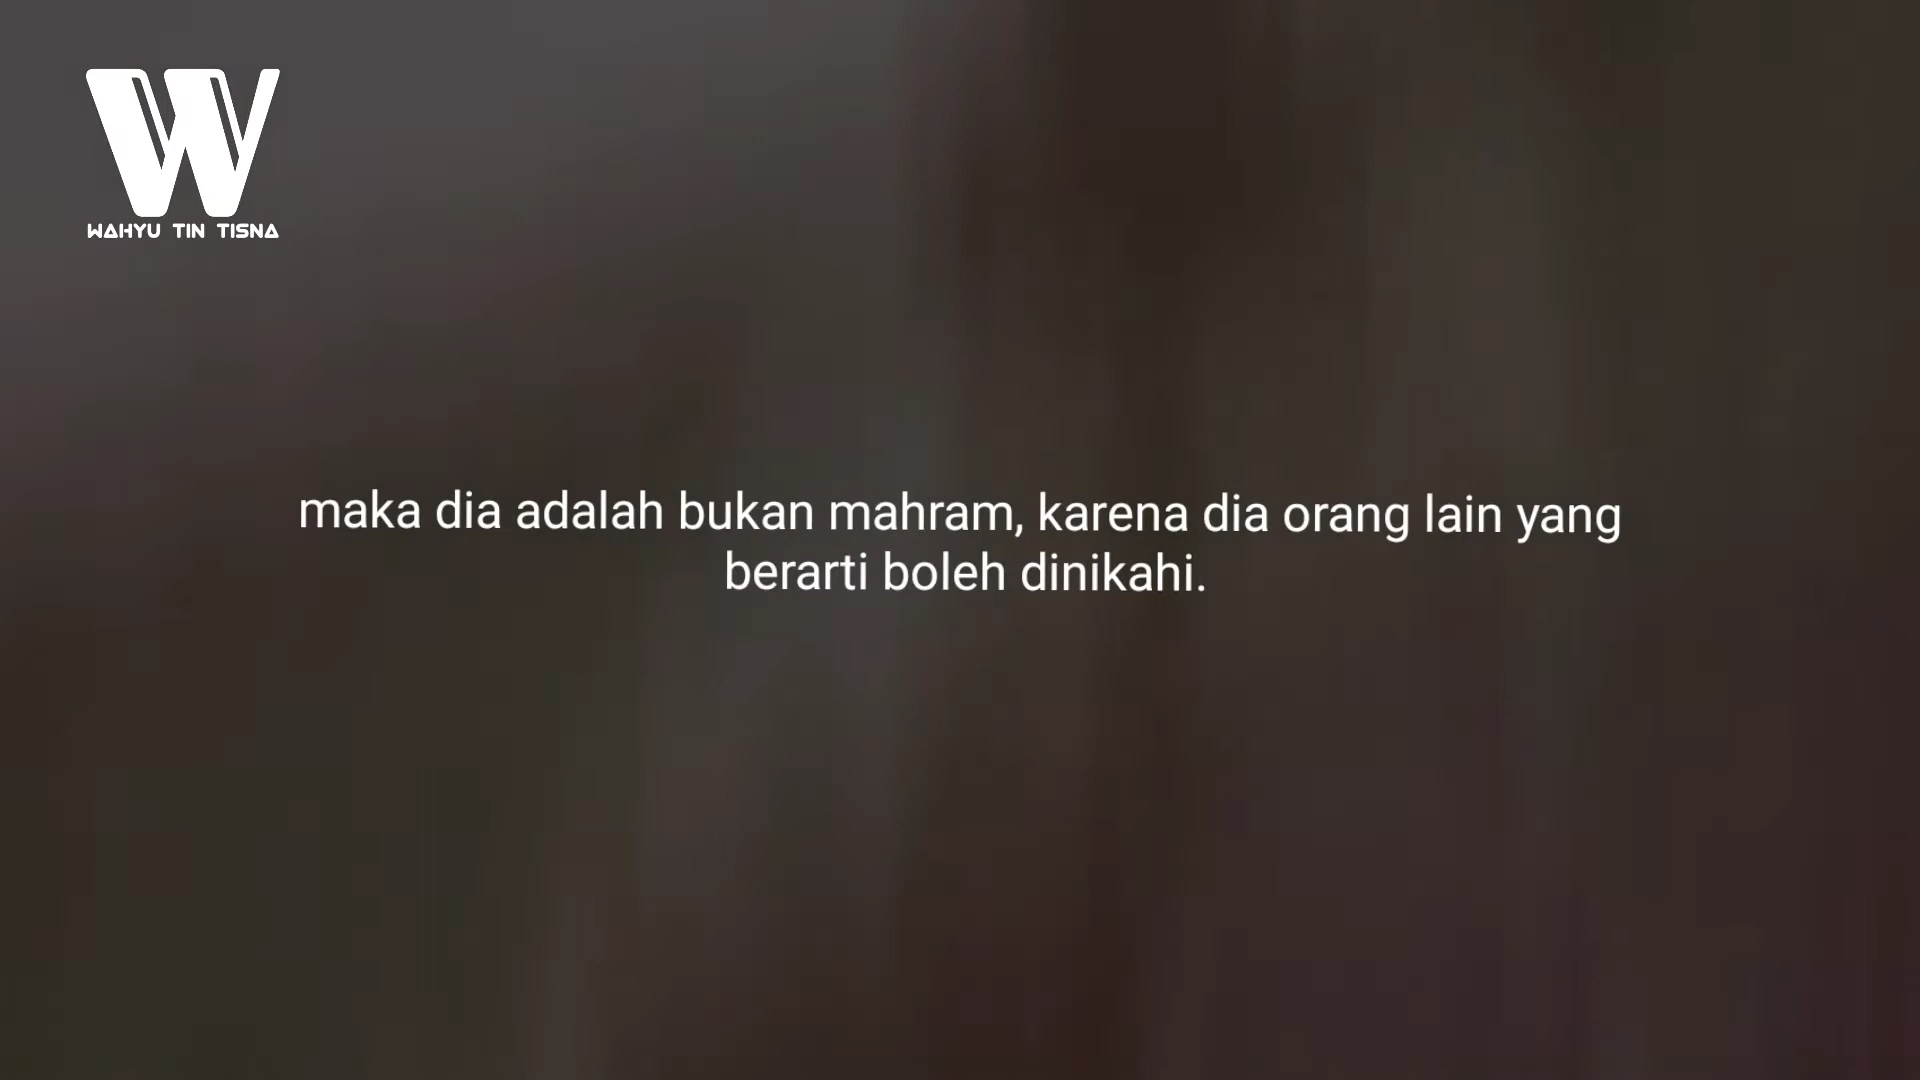 W
WAHYU TIN TISNA
maka dia adalah bukan mahram, karena dia orang lain yang
berarti boleh dinikahi.